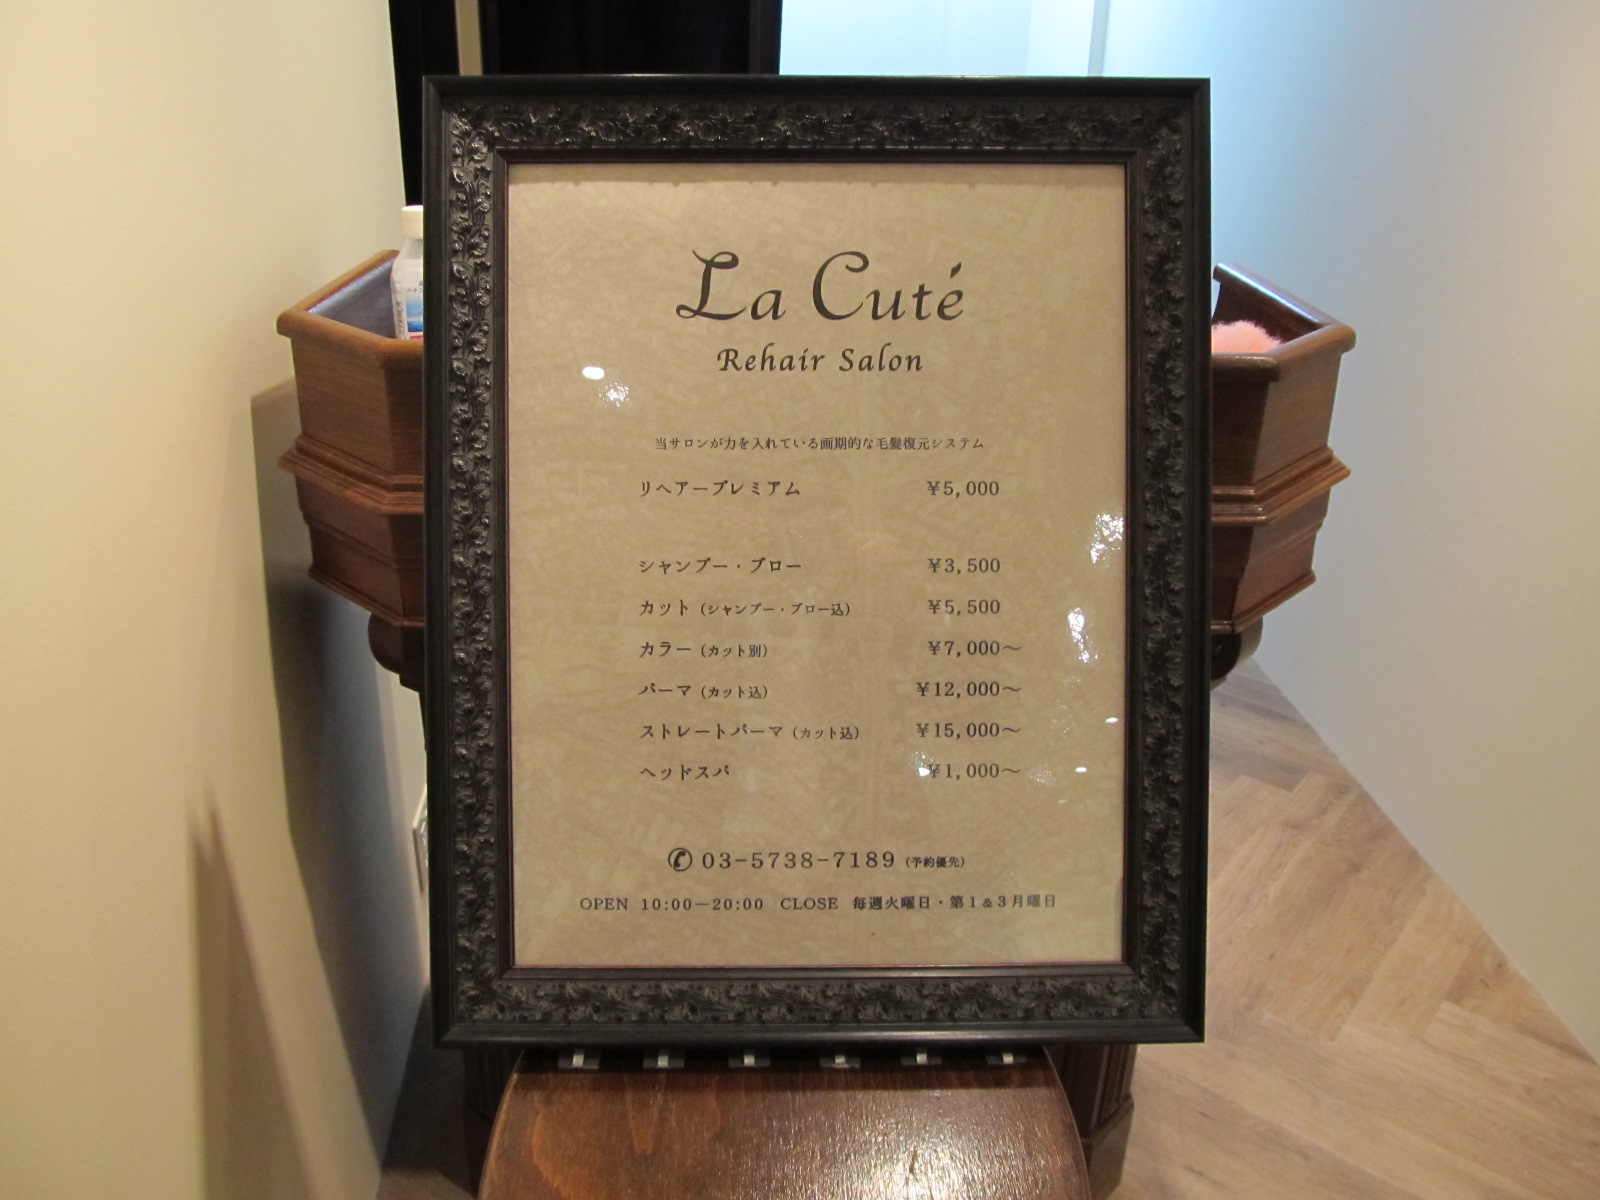 La Cuté
Rehair Salon
当サロンが力を入れている画期的な毛髪復元システム
リヘアープレミアム ¥5,000
シャンプー・ブロー ¥3,500
カット（シャンプー・ブロー込） ¥5,500
カラー（カット別） ¥7,000～
パーマ（カット込） ¥12,000～
ストレートパーマ（カット込） ¥15,000～
ヘッドスパ ¥1,000～
✆ 03-5738-7189（予約優先）
OPEN 10:00―20:00 CLOSE 毎週火曜日・第1&3月曜日